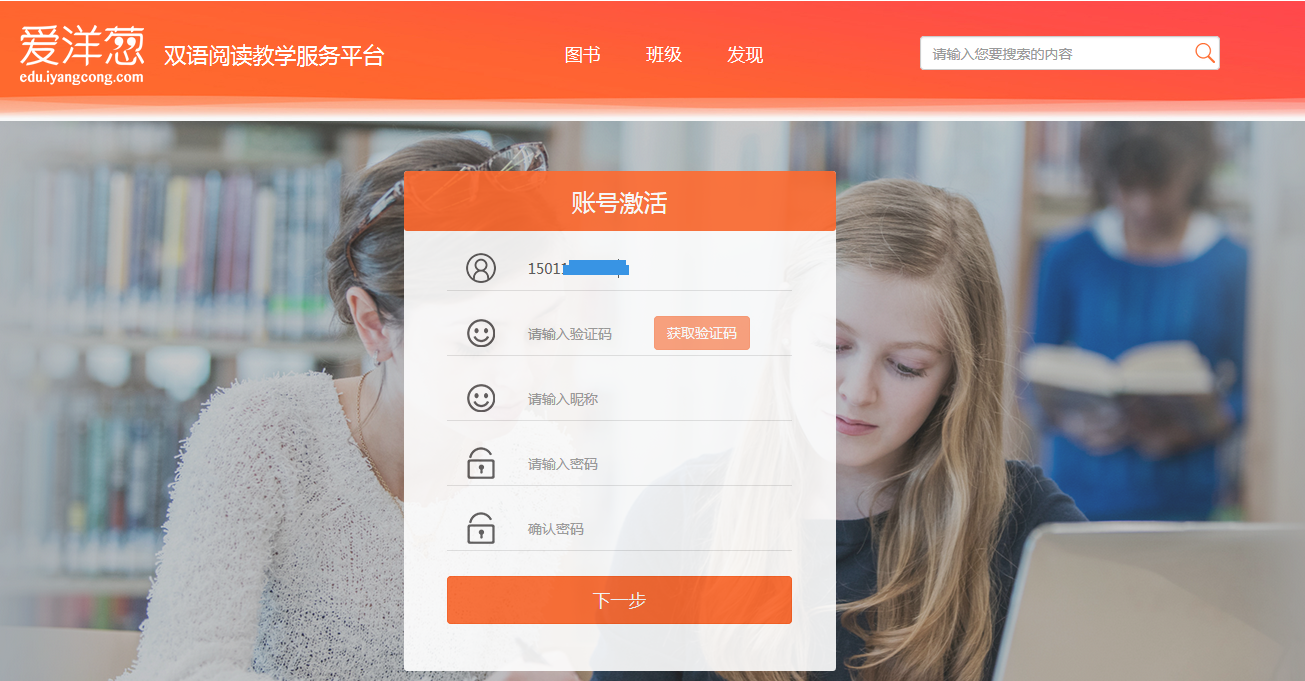 爱洋葱
edu.iyangcong.com
双语阅读教学服务平台
图书
班级
发现
请输入您要搜索的内容
账号激活
15011
请输入验证码
获取验证码
请输入昵称
请输入密码
确认密码
下一步